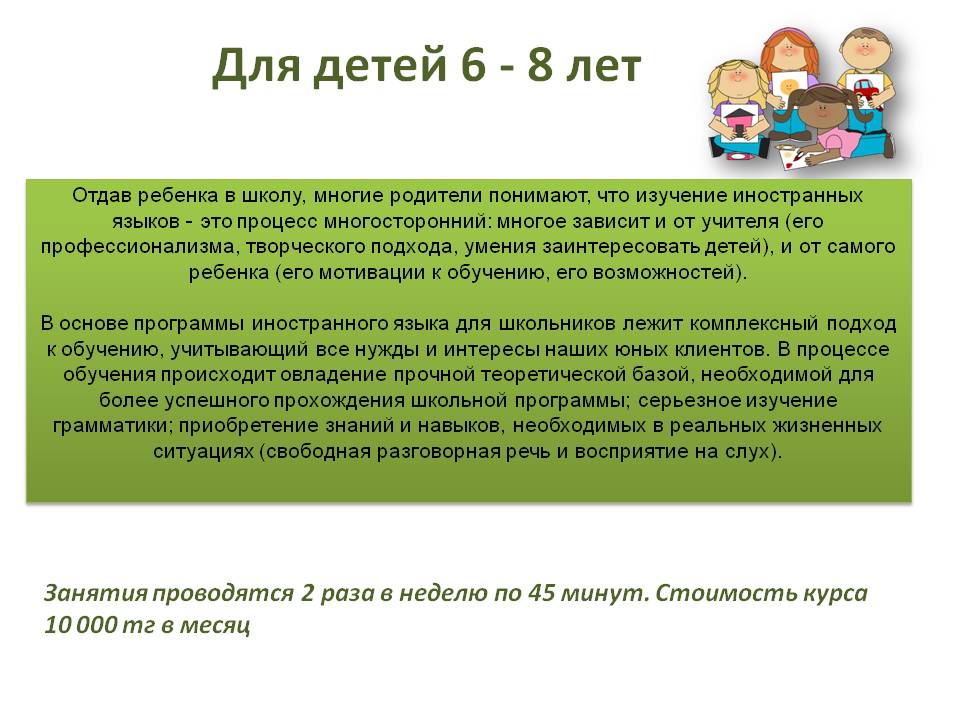 Для детей 6 - 8 лет
Отдав ребенка в школу, многие родители понимают, что изучение иностранных
языков - это процесс многосторонний: многое зависит и от учителя (его
профессионализма, творческого подхода, умения заинтересовать детей), и от самого
ребенка (его мотивации к обучению, его возможностей).
В основе программы иностранного языка для школьников лежит комплексный подход
к обучению, учитывающий все нужды и интересы наших юных клиентов. В процессе
обучения происходит овладение прочной теоретической базой, необходимой для
более успешного прохождения школьной программы; серьезное изучение
грамматики; приобретение знаний и навыков, необходимых в реальных жизненных
ситуациях (свободная разговорная речь и восприятие на слух).
Занятия проводятся 2 раза в неделю по 45 минут. Стоимость курса
10 000 тг в месяц